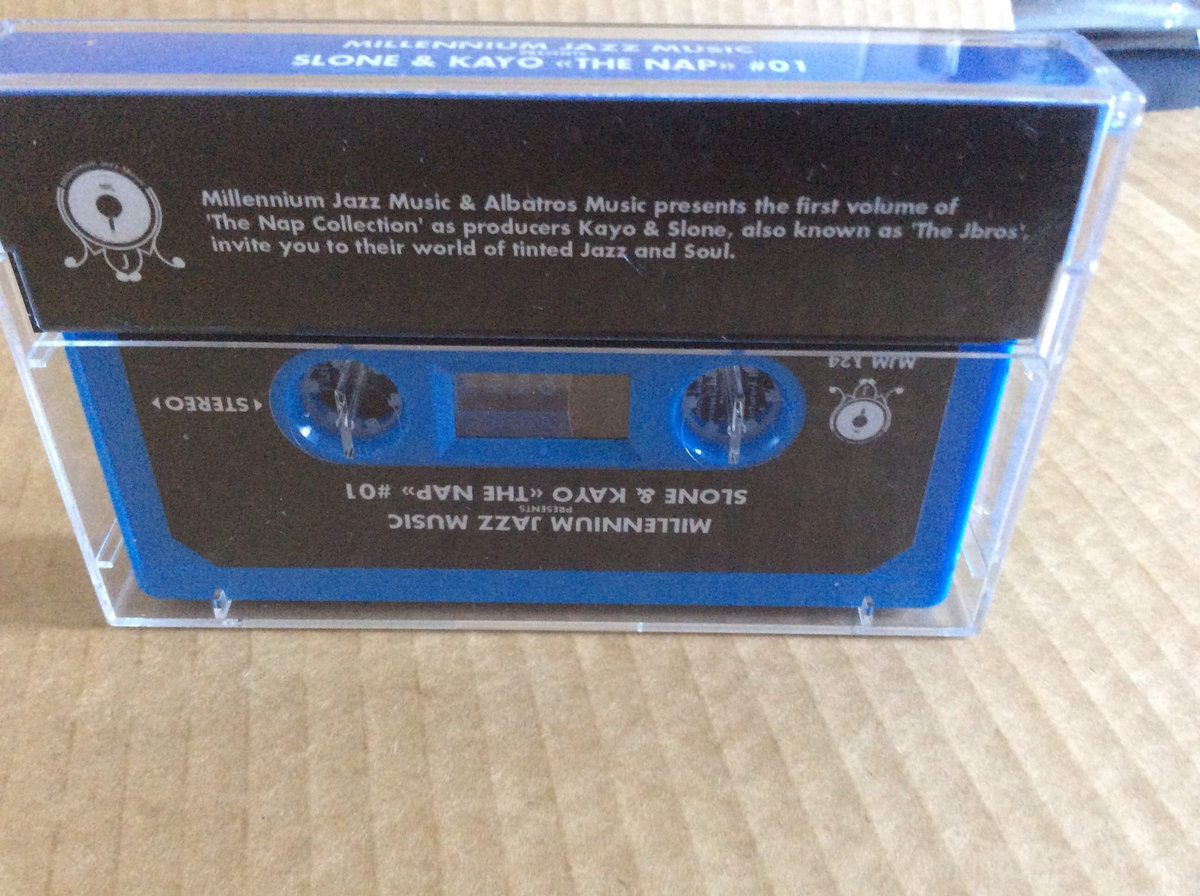 MILLENNIUM JAZZ MUSIC
PRESENTS
SLONE & KAYO «THE NAP» #01
Millennium Jazz Music & Albatros Music presents the first volume of
'The Nap Collection' as producers Kayo & Slone, also known as 'The Jbros',
invite you to their world of tinted Jazz and Soul.
MILLENNIUM JAZZ MUSIC
PRESENTS
SLONE & KAYO «THE NAP» #01
STEREO
MJM 124